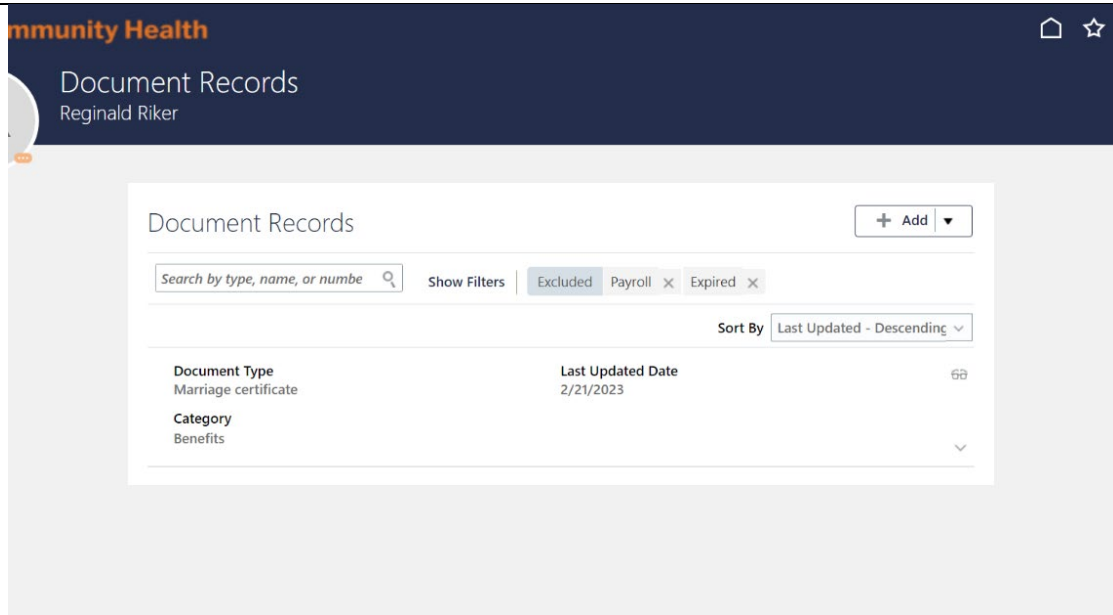 mmunity Health
Document Records
Reginald Riker
Document Records
Add
Search by type, name, or numbe
Show Filters
Excluded Payroll Expired
Sort By Last Updated - Descending
Document Type
Marriage certificate
Last Updated Date
2/21/2023
Category
Benefits